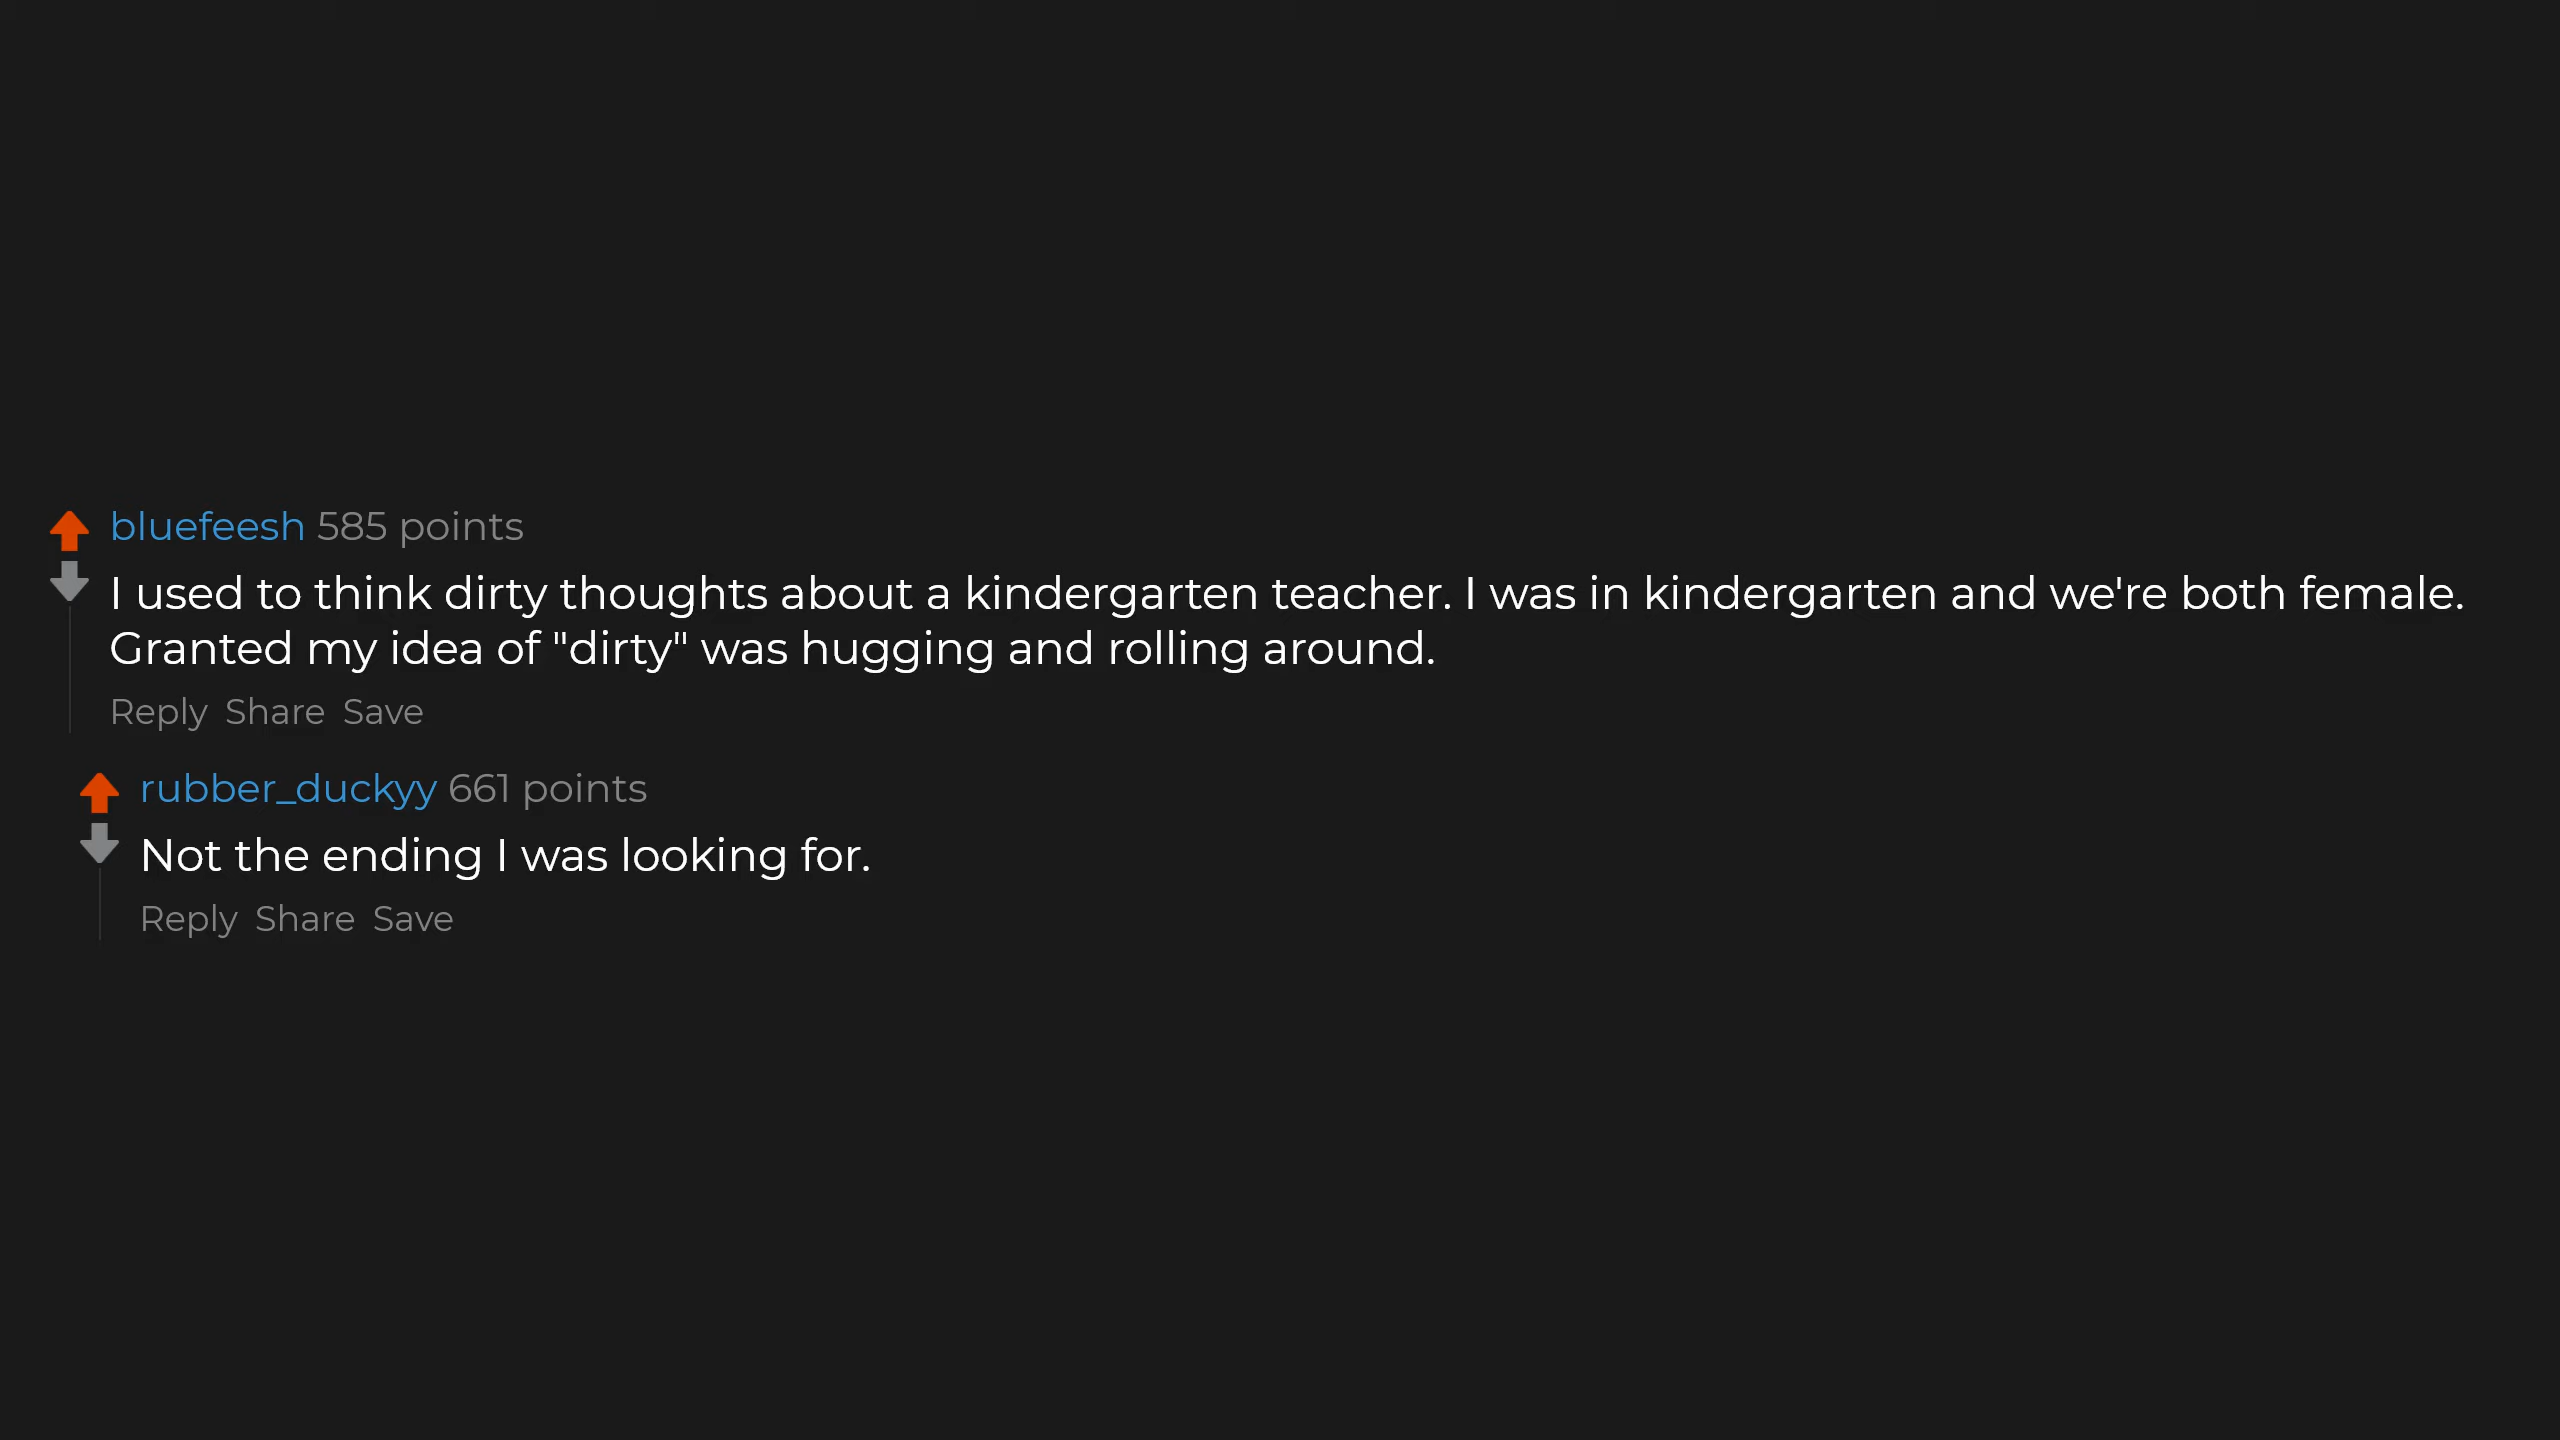 bluefeesh 585 points
I used to think dirty thoughts about a kindergarten teacher. I was in kindergarten and we're both female.
Granted my idea of "dirty" was hugging and rolling around.
Reply Share Save
rubber_duckyy 661 points
Not the ending I was looking for.
Reply Share Save